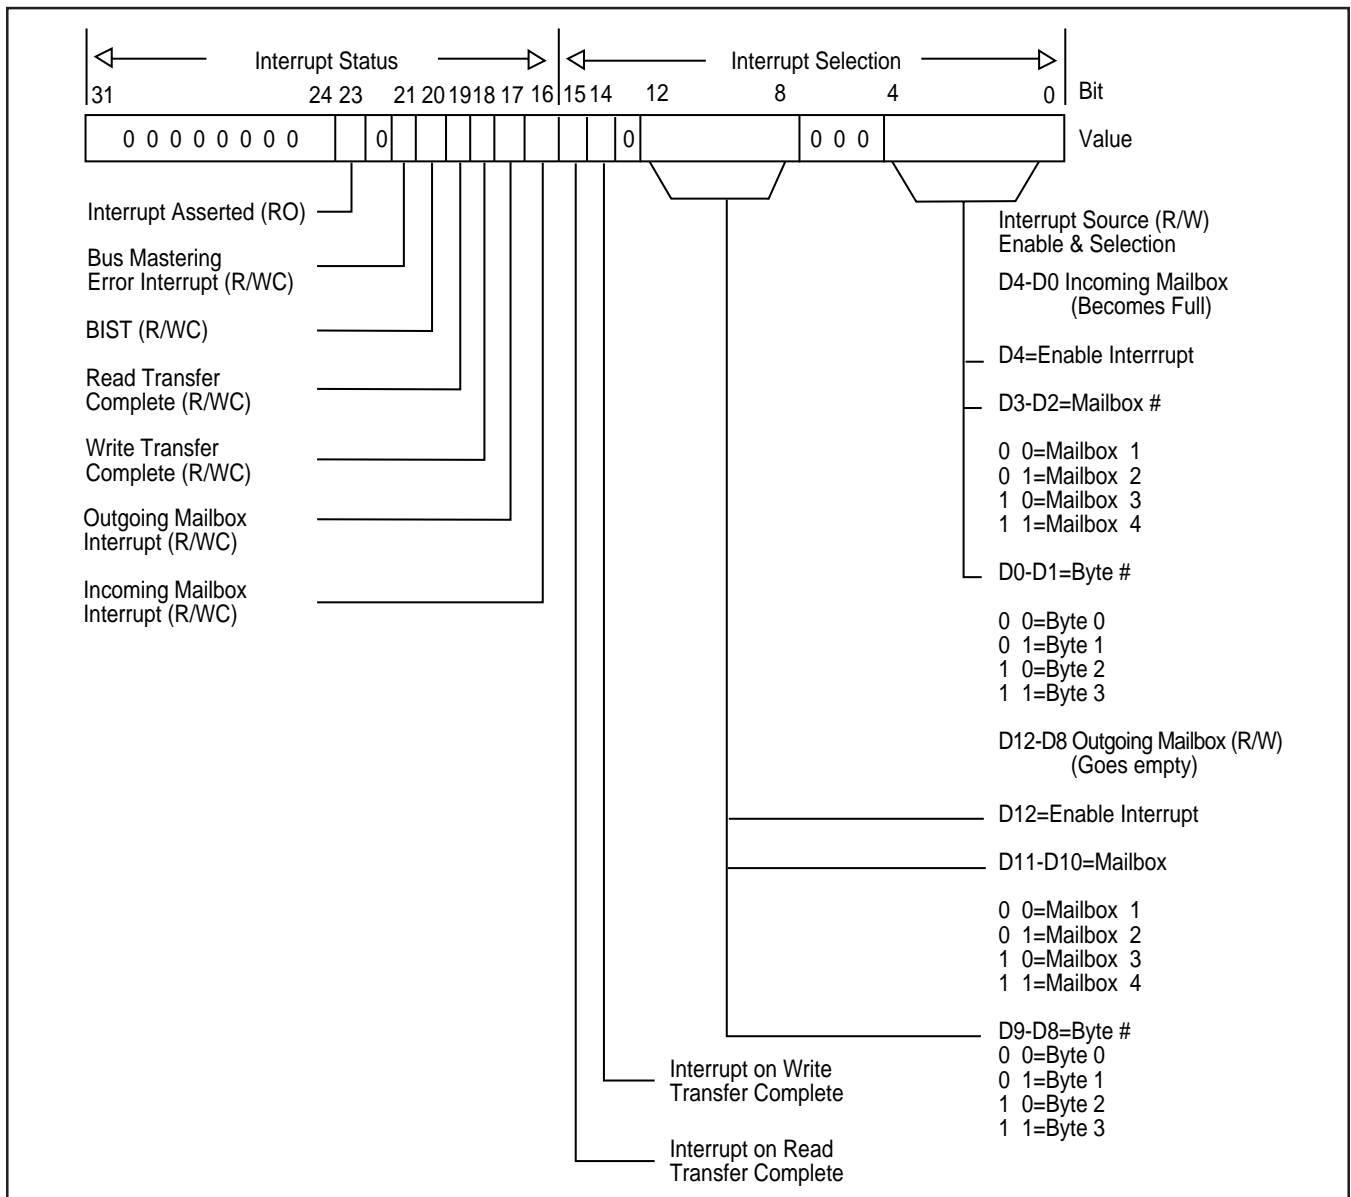 Interrupt Status
Interrupt Selection
31 24 23 21 20 19 18 17 16 15 14 12 8 4 0 Bit
0 0 0 0 0 0 0 0 0 0 0 0 0 Value
Interrupt Asserted (RO)
Bus Mastering
Error Interrupt (R/WC)
BIST (R/WC)
Read Transfer
Complete (R/WC)
Write Transfer
Complete (R/WC)
Outgoing Mailbox
Interrupt (R/WC)
Incoming Mailbox
Interrupt (R/WC)
Interrupt Source (R/W)
Enable & Selection
D4-D0 Incoming Mailbox
(Becomes Full)
D4=Enable Interrrupt
D3-D2=Mailbox #
0 0=Mailbox 1
0 1=Mailbox 2
1 0=Mailbox 3
1 1=Mailbox 4
D0-D1=Byte #
0 0=Byte 0
0 1=Byte 1
1 0=Byte 2
1 1=Byte 3
D12-D8 Outgoing Mailbox (R/W)
(Goes empty)
D12=Enable Interrupt
D11-D10=Mailbox
0 0=Mailbox 1
0 1=Mailbox 2
1 0=Mailbox 3
1 1=Mailbox 4
D9-D8=Byte #
0 0=Byte 0
0 1=Byte 1
1 0=Byte 2
1 1=Byte 3
Interrupt on Write
Transfer Complete
Interrupt on Read
Transfer Complete